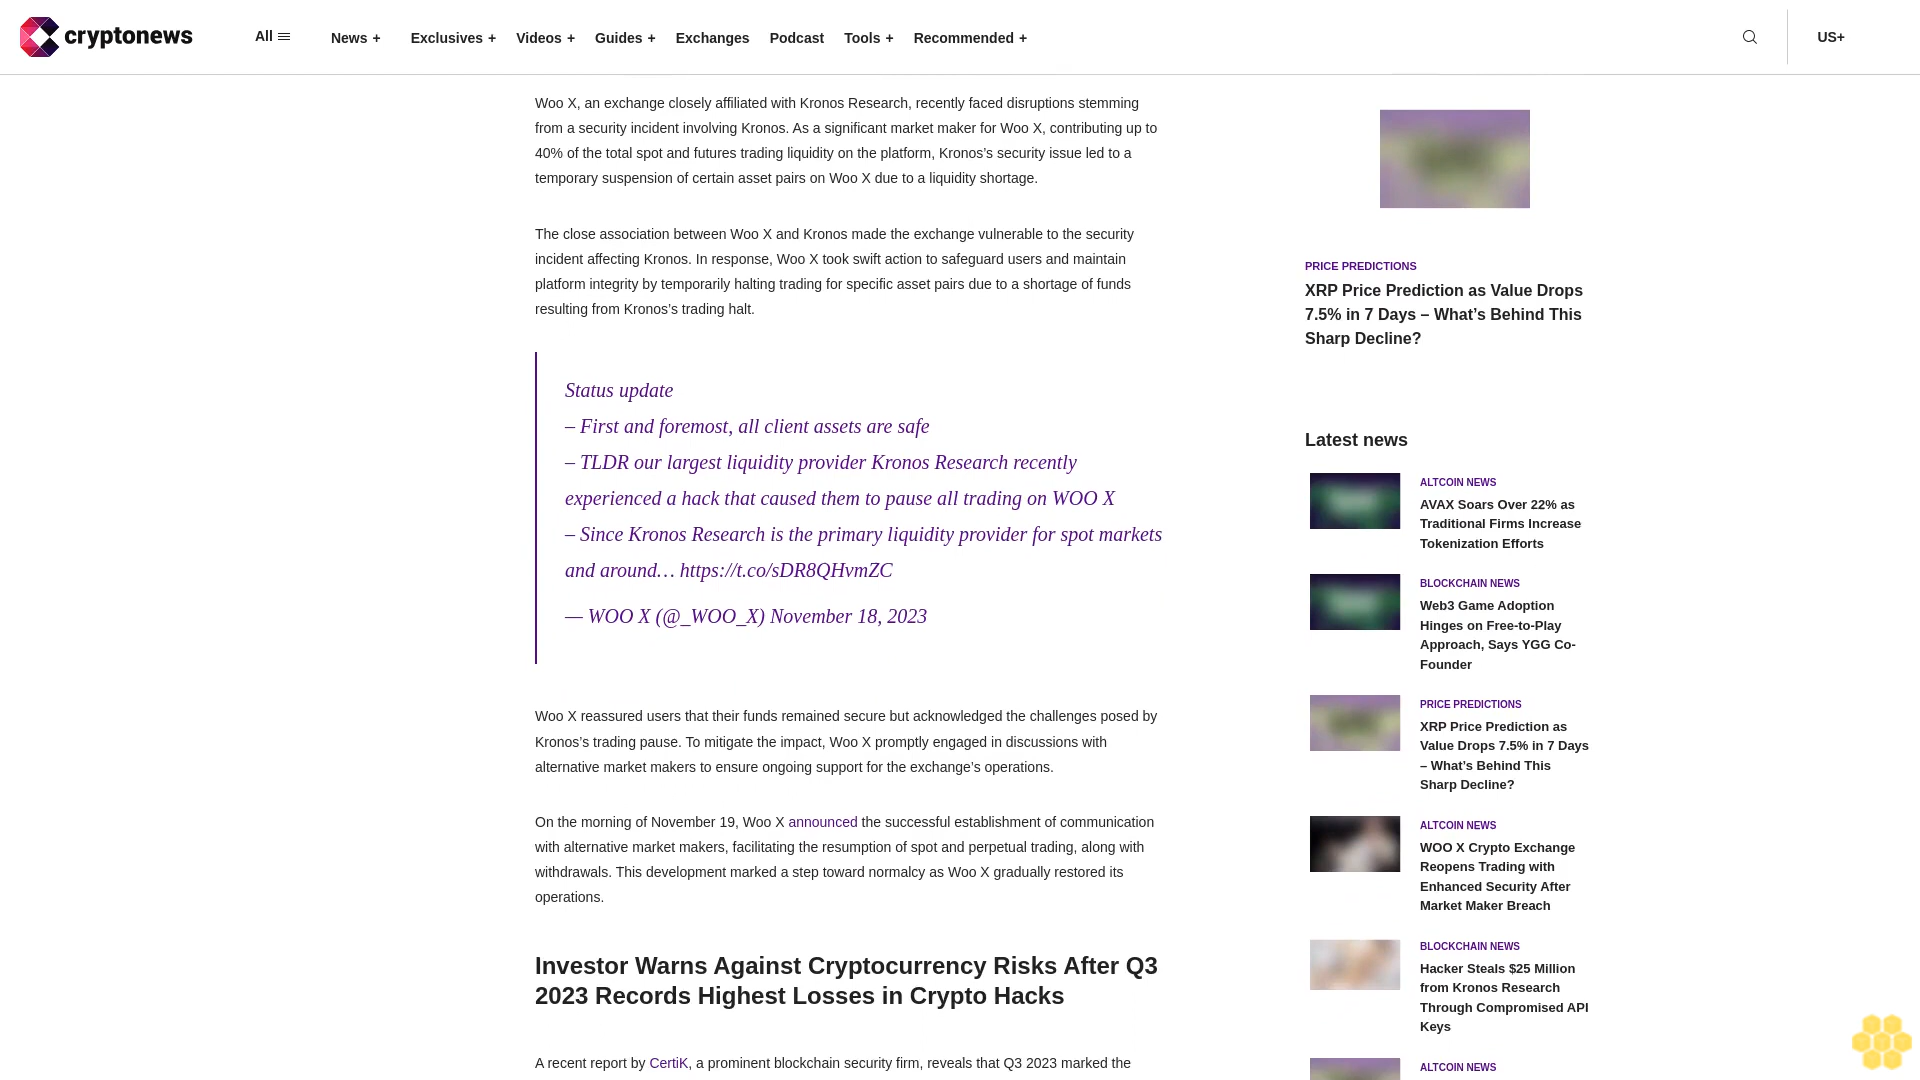 cryptonews
All
News +
Exclusives +
Videos +
Guides +
Exchanges
Podcast
Tools +
Recommended +
US+
Woo X, an exchange closely affiliated with Kronos Research, recently faced disruptions stemming
from a security incident involving Kronos. As a significant market maker for Woo X, contributing up to
40% of the total spot and futures trading liquidity on the platform, Kronos’s security issue led to a
temporary suspension of certain asset pairs on Woo X due to a liquidity shortage.
The close association between Woo X and Kronos made the exchange vulnerable to the security
incident affecting Kronos. In response, Woo X took swift action to safeguard users and maintain
platform integrity by temporarily halting trading for specific asset pairs due to a shortage of funds
resulting from Kronos’s trading halt.
Status update
– First and foremost, all client assets are safe
– TLDR our largest liquidity provider Kronos Research recently
experienced a hack that caused them to pause all trading on WOO X
– Since Kronos Research is the primary liquidity provider for spot markets
and around… https://t.co/sDR8QHvmZC
— WOO X (@_WOO_X) November 18, 2023
Woo X reassured users that their funds remained secure but acknowledged the challenges posed by
Kronos’s trading pause. To mitigate the impact, Woo X promptly engaged in discussions with
alternative market makers to ensure ongoing support for the exchange’s operations.
On the morning of November 19, Woo X announced the successful establishment of communication
with alternative market makers, facilitating the resumption of spot and perpetual trading, along with
withdrawals. This development marked a step toward normalcy as Woo X gradually restored its
operations.
Investor Warns Against Cryptocurrency Risks After Q3
2023 Records Highest Losses in Crypto Hacks
A recent report by CertiK, a prominent blockchain security firm, reveals that Q3 2023 marked the
PRICE PREDICTIONS
XRP Price Prediction as Value Drops
7.5% in 7 Days – What’s Behind This
Sharp Decline?
Latest news
ALTCOIN NEWS
AVAX Soars Over 22% as
Traditional Firms Increase
Tokenization Efforts
BLOCKCHAIN NEWS
Web3 Game Adoption
Hinges on Free-to-Play
Approach, Says YGG Co-
Founder
PRICE PREDICTIONS
XRP Price Prediction as
Value Drops 7.5% in 7 Days
– What’s Behind This
Sharp Decline?
ALTCOIN NEWS
WOO X Crypto Exchange
Reopens Trading with
Enhanced Security After
Market Maker Breach
BLOCKCHAIN NEWS
Hacker Steals $25 Million
from Kronos Research
Through Compromised API
Keys
ALTCOIN NEWS